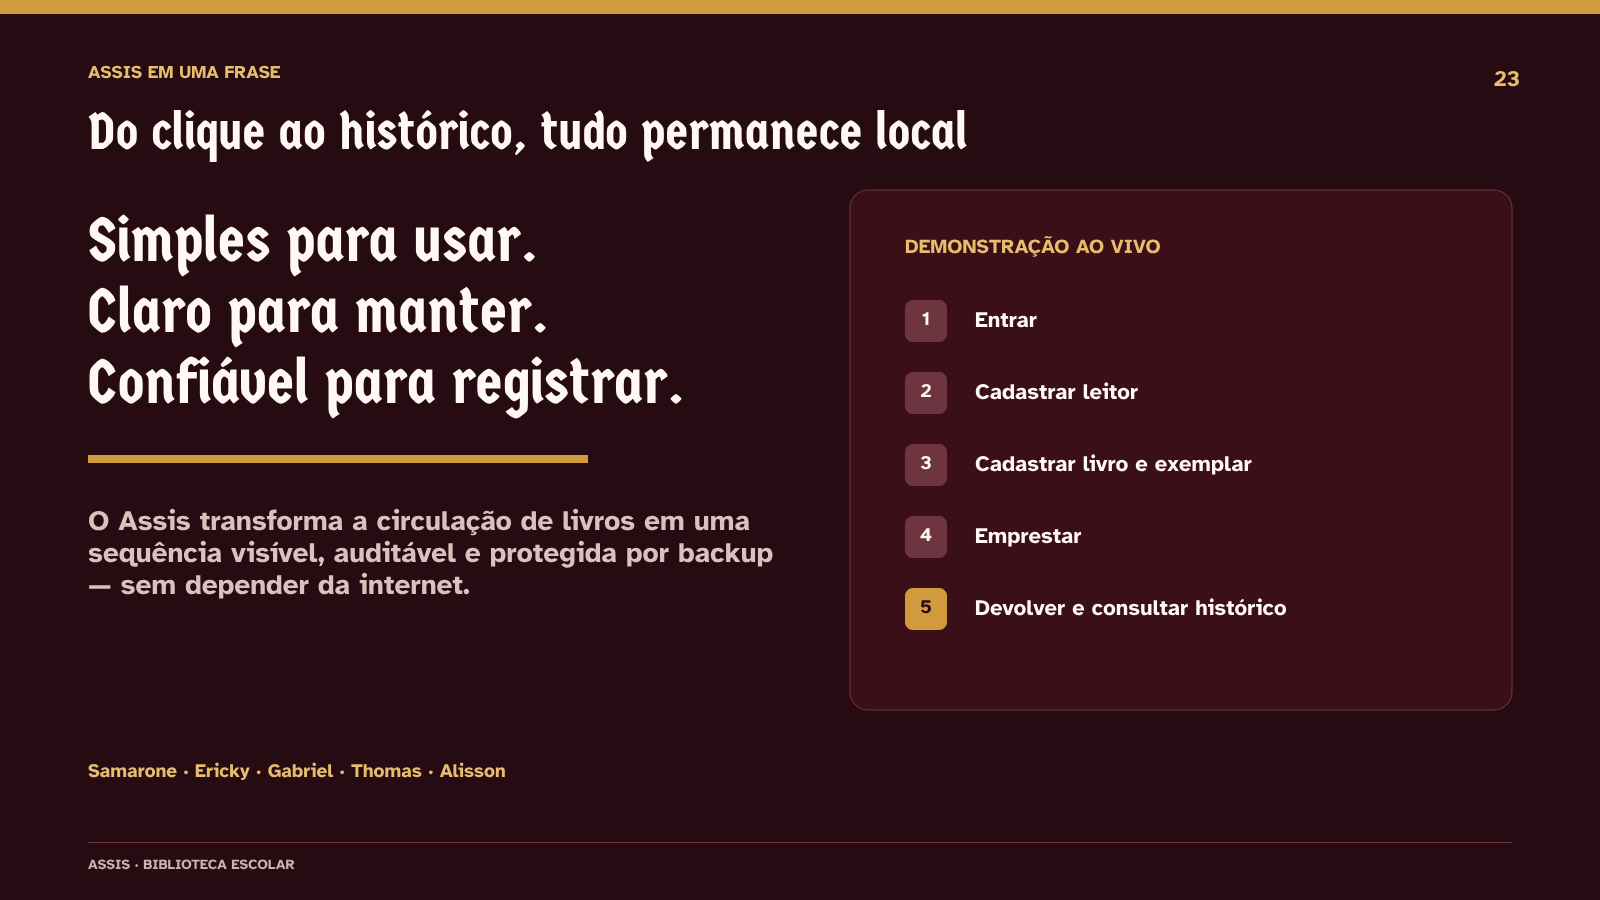 ASSIS EM UMA FRASE
23
Do clique ao histórico, tudo permanece local
Simples para usar.
Claro para manter.
Confiável para registrar.
O Assis transforma a circulação de livros em uma
sequência visível, auditável e protegida por backup
— sem depender da internet.
DEMONSTRAÇÃO AO VIVO
1 Entrar
2 Cadastrar leitor
3 Cadastrar livro e exemplar
4 Emprestar
5 Devolver e consultar histórico
Samarone · Ericky · Gabriel · Thomas · Alisson
ASSIS · BIBLIOTECA ESCOLAR